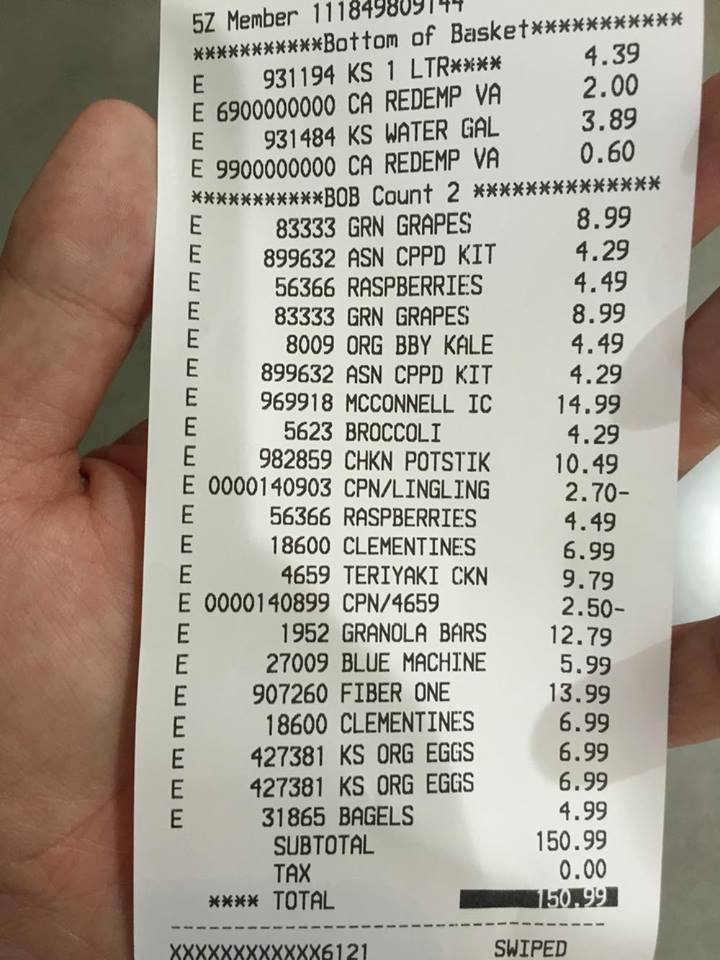 5Z Member 111849809144
***********Bottom of Basket***********
E 931194 KS 1 LTR**** 4.39
E 6900000000 CA REDEMP VA 2.00
E 931484 KS WATER GAL 3.89
E 9900000000 CA REDEMP VA 0.60
***********BOB Count 2 **************
E 83333 GRN GRAPES 8.99
E 899632 ASN CPPD KIT 4.29
E 56366 RASPBERRIES 4.49
E 83333 GRN GRAPES 8.99
E 8009 ORG BBY KALE 4.49
E 899632 ASN CPPD KIT 4.29
E 969918 MCCONNELL IC 14.99
E 5623 BROCCOLI 4.29
E 982859 CHKN POTSTIK 10.49
E 0000140903 CPN/LINGLING 2.70-
E 56366 RASPBERRIES 4.49
E 18600 CLEMENTINES 6.99
E 4659 TERIYAKI CKN 9.79
E 0000140899 CPN/4659 2.50-
E 1952 GRANOLA BARS 12.79
E 27009 BLUE MACHINE 5.99
E 907260 FIBER ONE 13.99
E 18600 CLEMENTINES 6.99
E 427381 KS ORG EGGS 6.99
E 427381 KS ORG EGGS 6.99
E 31865 BAGELS 4.99
SUBTOTAL 150.99
TAX 0.00
**** TOTAL 150.99
XXXXXXXXXXXX6121 SWIPED